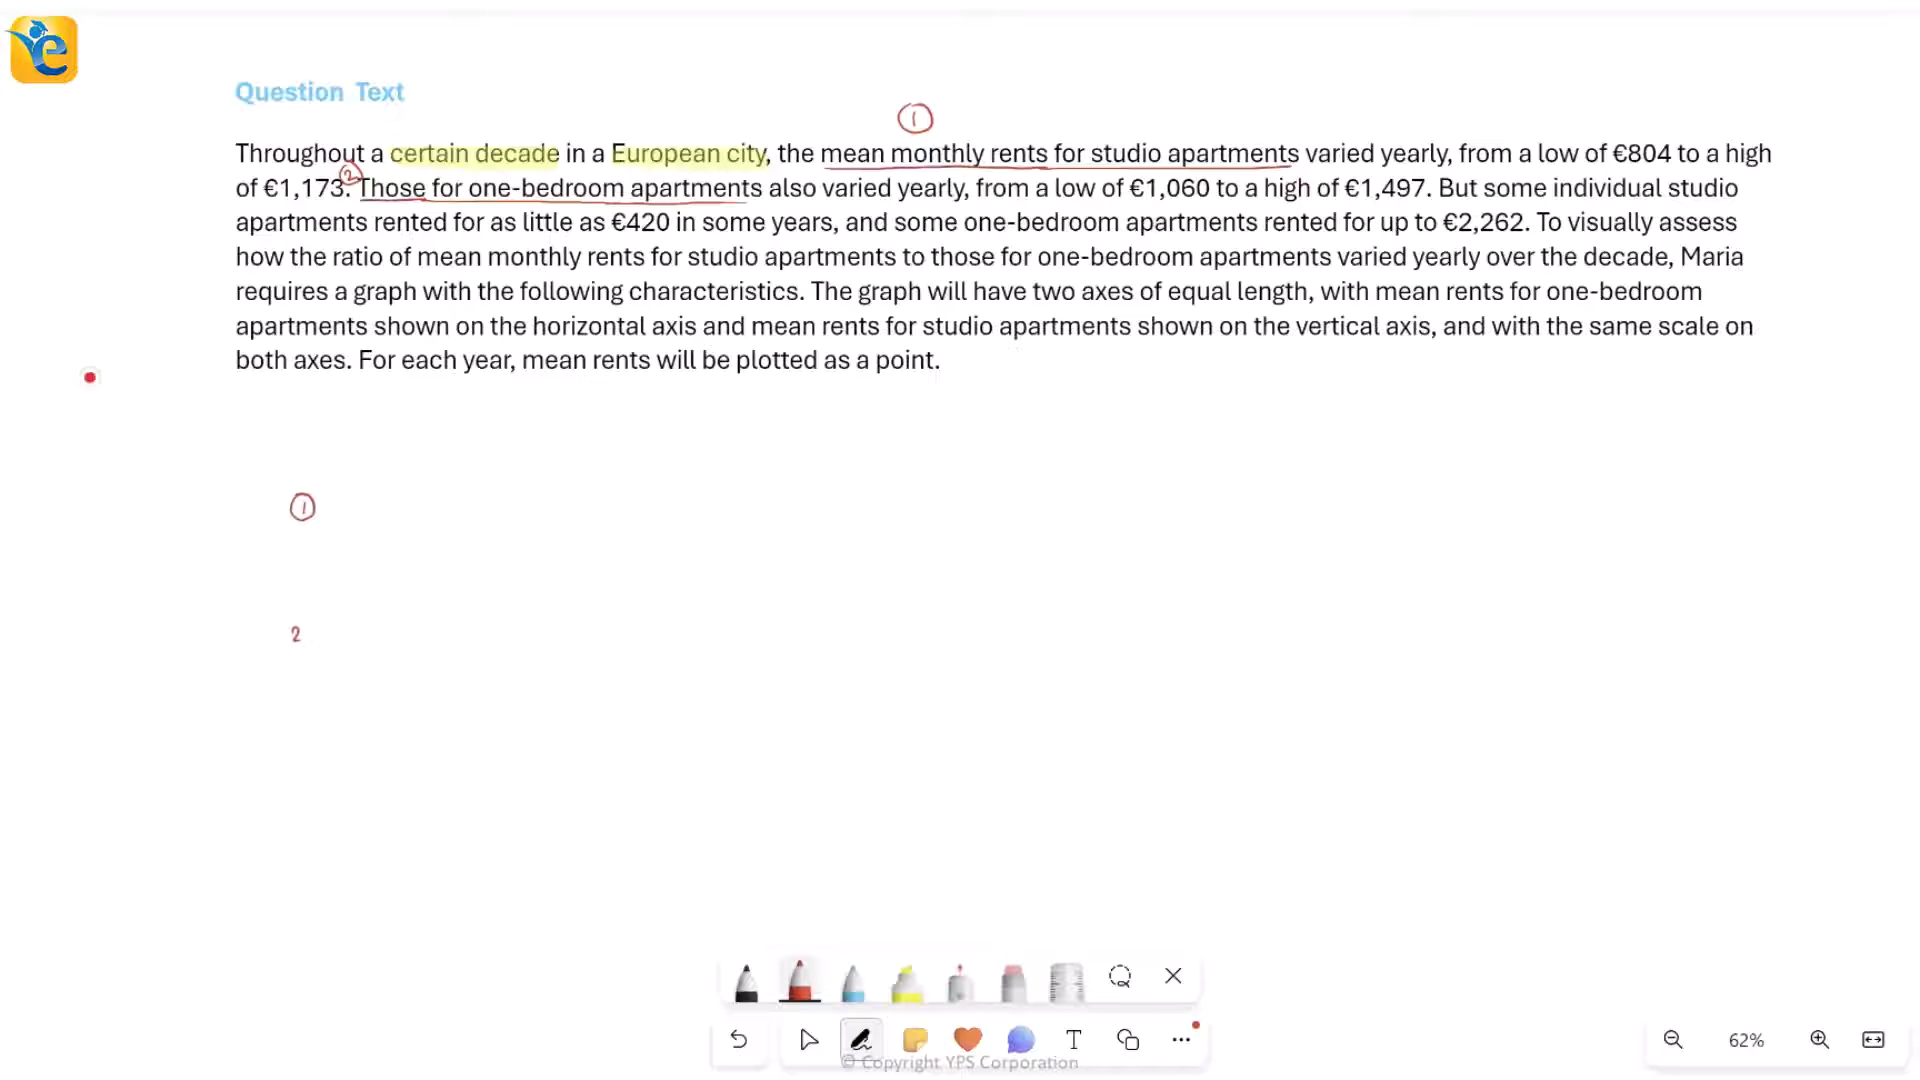 Question Text
1
Throughout a certain decade in a European city, the mean monthly rents for studio apartments varied yearly, from a low of €804 to a high
of €1,173. 2 Those for one-bedroom apartments also varied yearly, from a low of €1,060 to a high of €1,497. But some individual studio
apartments rented for as little as €420 in some years, and some one-bedroom apartments rented for up to €2,262. To visually assess
how the ratio of mean monthly rents for studio apartments to those for one-bedroom apartments varied yearly over the decade, Maria
requires a graph with the following characteristics. The graph will have two axes of equal length, with mean rents for one-bedroom
apartments shown on the horizontal axis and mean rents for studio apartments shown on the vertical axis, and with the same scale on
both axes. For each year, mean rents will be plotted as a point.
1
2
T
62%
© Copyright YPS Corporation